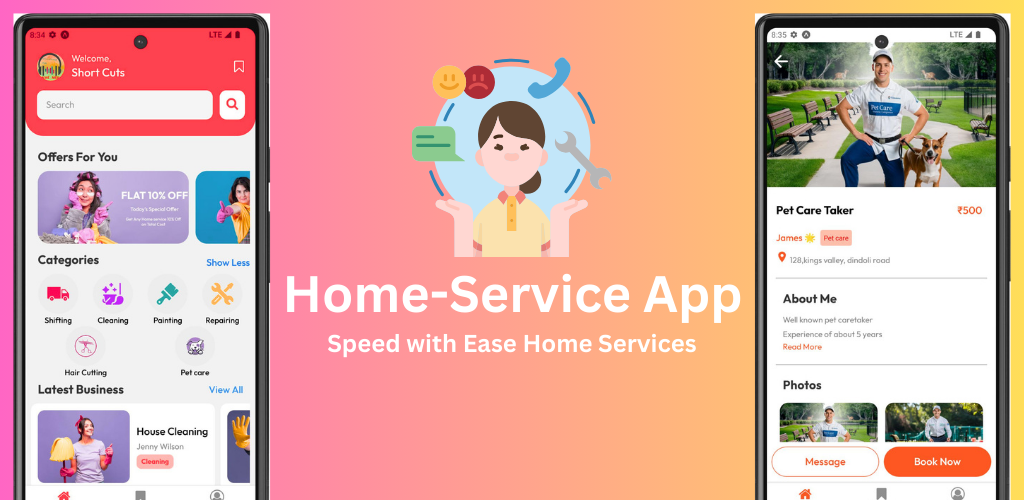 8:34
LTE
Welcome,
Short Cuts
Search
Offers For You
FLAT 10% OFF
Today's Special Offer
Categories
Show Less
Shifting
Cleaning
Painting
Repairing
Hair Cutting
Pet care
Latest Business
View All
House Cleaning
Jenny Wilson
Cleaning
Home-Service App
Speed with Ease Home Services
8:35
LTE
Pet Care
Pet Care Taker
₹500
James 🌟
Pet care
128,kings valley, dindoli road
About Me
Well known pet caretaker
Experience of about 5 years
Read More
Photos
Message
Book Now